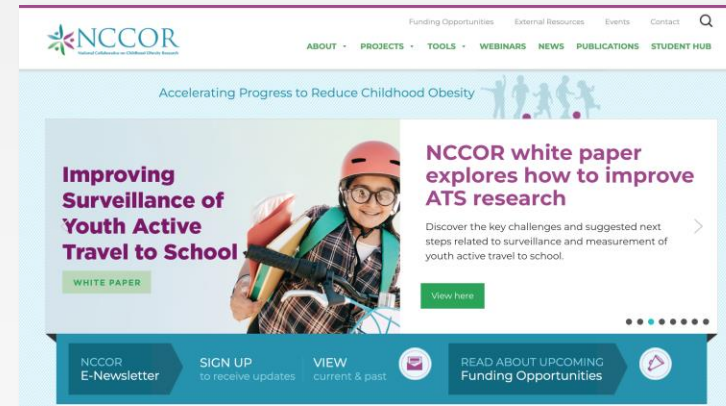 Funding Opportunities External Resources Events Contact
NCCOR
National Collaborative on Childhood Obesity Research
ABOUT PROJECTS TOOLS WEBINARS NEWS PUBLICATIONS STUDENT HUB
Accelerating Progress to Reduce Childhood Obesity
Improving
Surveillance of
Youth Active
Travel to School
WHITE PAPER
NCCOR white paper
explores how to improve
ATS research
Discover the key challenges and suggested next
steps related to surveillance and measurement of
youth active travel to school.
View here
NCCOR
E-Newsletter
SIGN UP
to receive updates
VIEW
current & past
READ ABOUT UPCOMING
Funding Opportunities